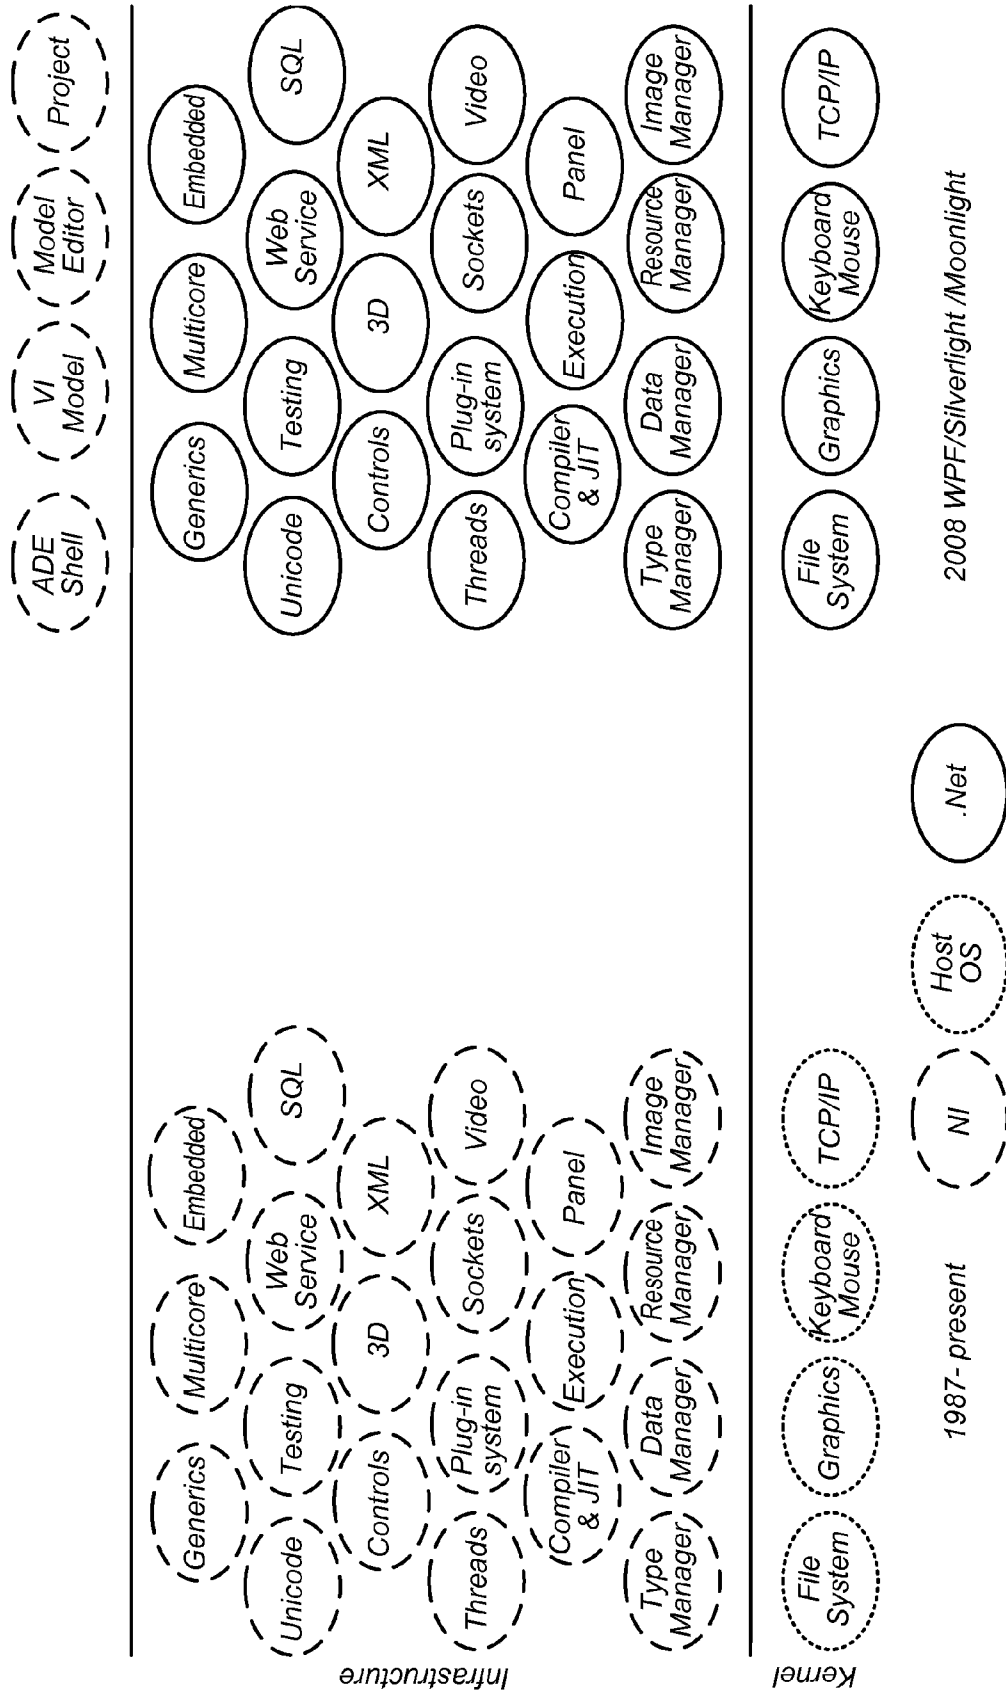 ADE
Shell
VI
Model
Model
Editor
Project
Infrastructure
Generics
Multicore
Embedded
Unicode
Testing
Web
Service
SQL
Controls
3D
XML
Threads
Plug-in
system
Sockets
Video
Compiler
& JIT
Execution
Panel
Type
Manager
Data
Manager
Resource
Manager
Image
Manager
Generics
Multicore
Embedded
Unicode
Testing
Web
Service
SQL
Controls
3D
XML
Threads
Plug-in
system
Sockets
Video
Compiler
& JIT
Execution
Panel
Type
Manager
Data
Manager
Resource
Manager
Image
Manager
Kernel
File
System
Graphics
Keyboard
Mouse
TCP/IP
File
System
Graphics
Keyboard
Mouse
TCP/IP
1987- present
NI
Host
OS
.Net
2008 WPF/Silverlight /Moonlight